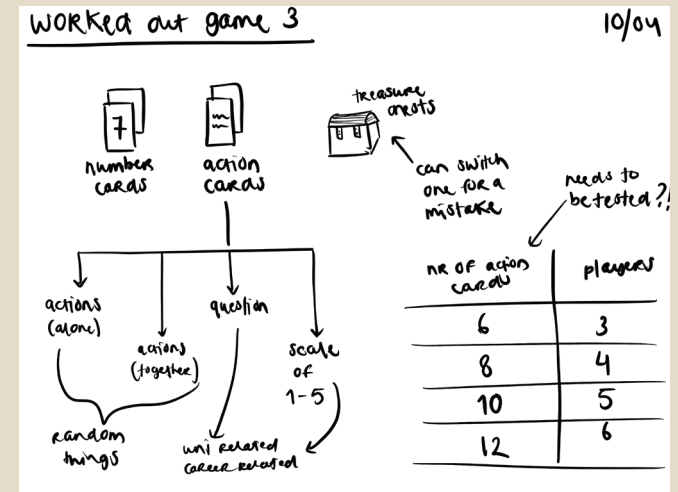 Worked out game 3
10/04
7
numbers
cards
action
cards
treasure
chests
can switch
one for a
mistake
needs to
be tested?!
actions
(alone)
actions
(together)
question
scale
of
1-5
random
things
uni related
career related
nr of action
cards
players
6 3
8 4
10 5
12 6